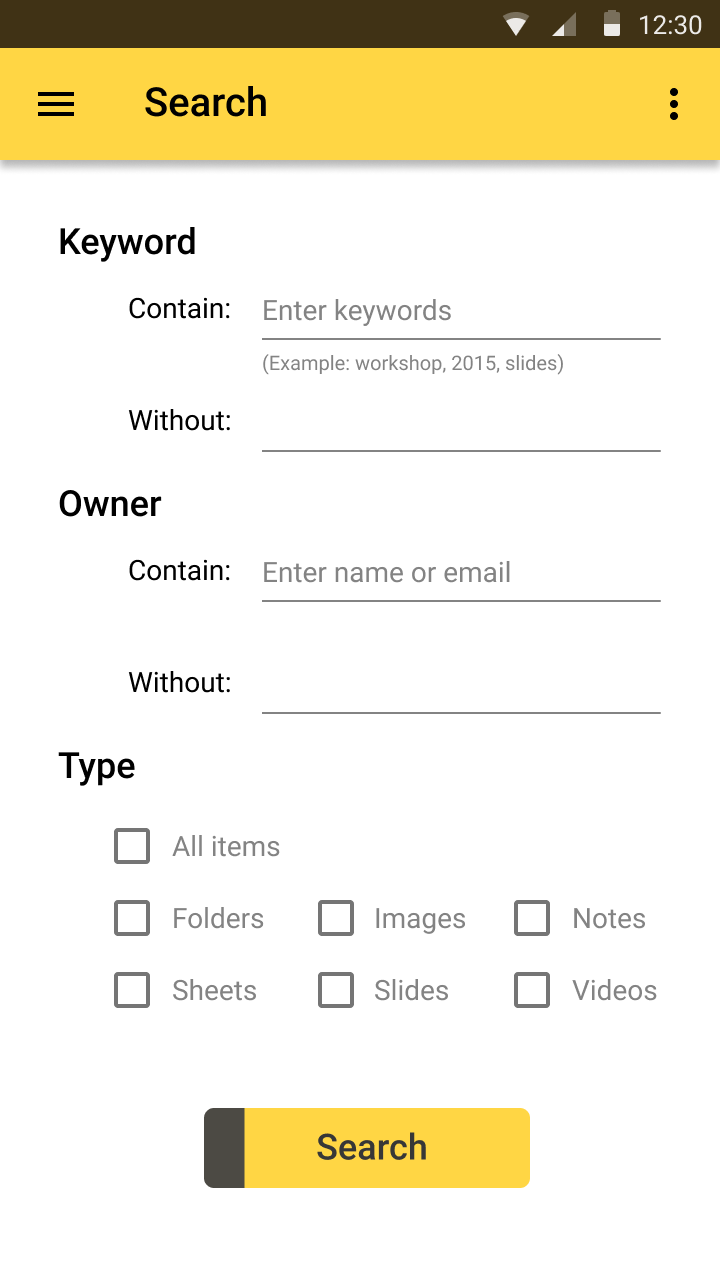 12:30
Search
Keyword
Contain: Enter keywords
(Example: workshop, 2015, slides)
Without:
Owner
Contain: Enter name or email
Without:
Type
All items
Folders Images Notes
Sheets Slides Videos
Search